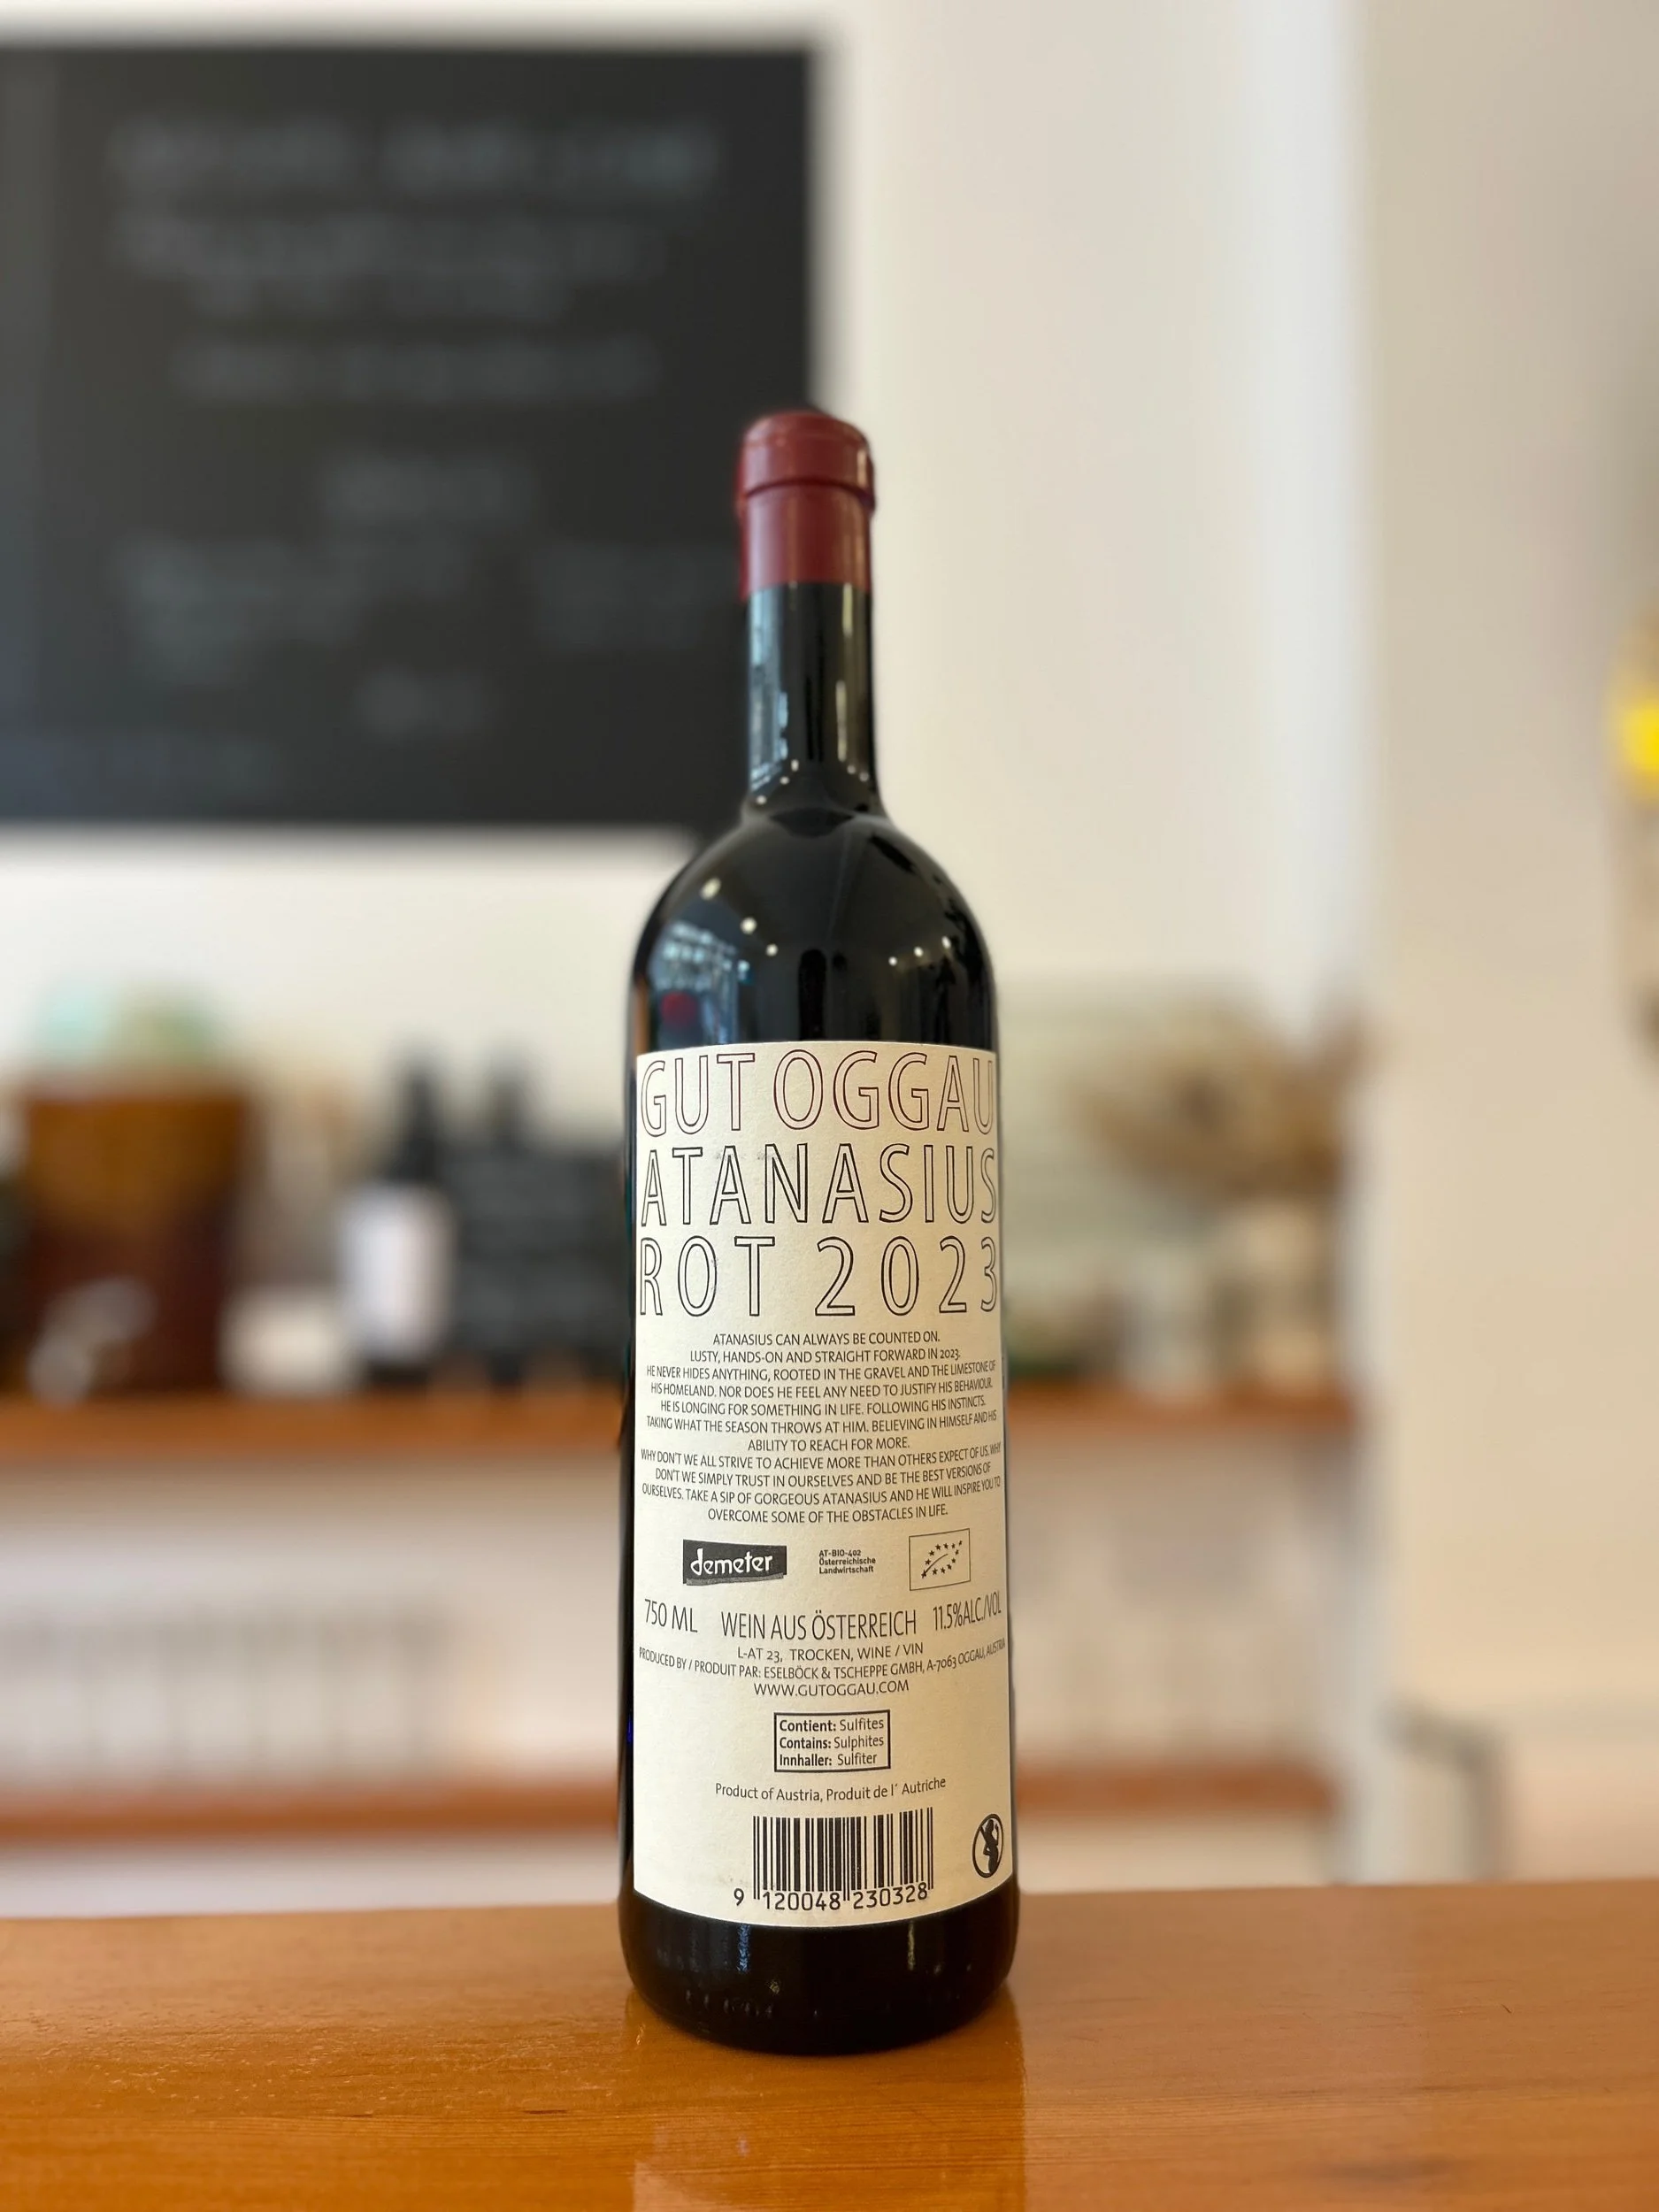 GUT OGGAU
ATANASIUS
ROT 2023
ATANASIUS CAN ALWAYS BE COUNTED ON.
LUSTY, HANDS-ON AND STRAIGHT FORWARD IN 2023.
HE NEVER HIDES ANYTHING, ROOTED IN THE GRAVEL AND THE LIMESTONE OF
HIS HOMELAND. NOR DOES HE FEEL ANY NEED TO JUSTIFY HIS BEHAVIOUR.
HE IS LONGING FOR SOMETHING IN LIFE. FOLLOWING HIS INSTINCTS.
TAKING WHAT THE SEASON THROWS AT HIM. BELIEVING IN HIMSELF AND HIS
ABILITY TO REACH FOR MORE.
WHY DON'T WE ALL STRIVE TO ACHIEVE MORE THAN OTHERS EXPECT OF US. WHY
DON'T WE SIMPLY TRUST IN OURSELVES AND BE THE BEST VERSIONS OF
OURSELVES. TAKE A SIP OF GORGEOUS ATANASIUS AND HE WILL INSPIRE YOU TO
OVERCOME SOME OF THE OBSTACLES IN LIFE.
demeter
AT-BIO-402
Österreichische
Landwirtschaft
750 ML WEIN AUS ÖSTERREICH 11.5%ALC./VOL
L-AT 23, TROCKEN, WINE / VIN
PRODUCED BY / PRODUIT PAR: ESELBÖCK & TSCHEPPE GMBH, A-7063 OGGAU, AUSTRIA
WWW.GUTOGGAU.COM
Contient: Sulfites
Contains: Sulphites
Innhaller: Sulfiter
Product of Austria, Produit de l' Autriche
9 120048 230328